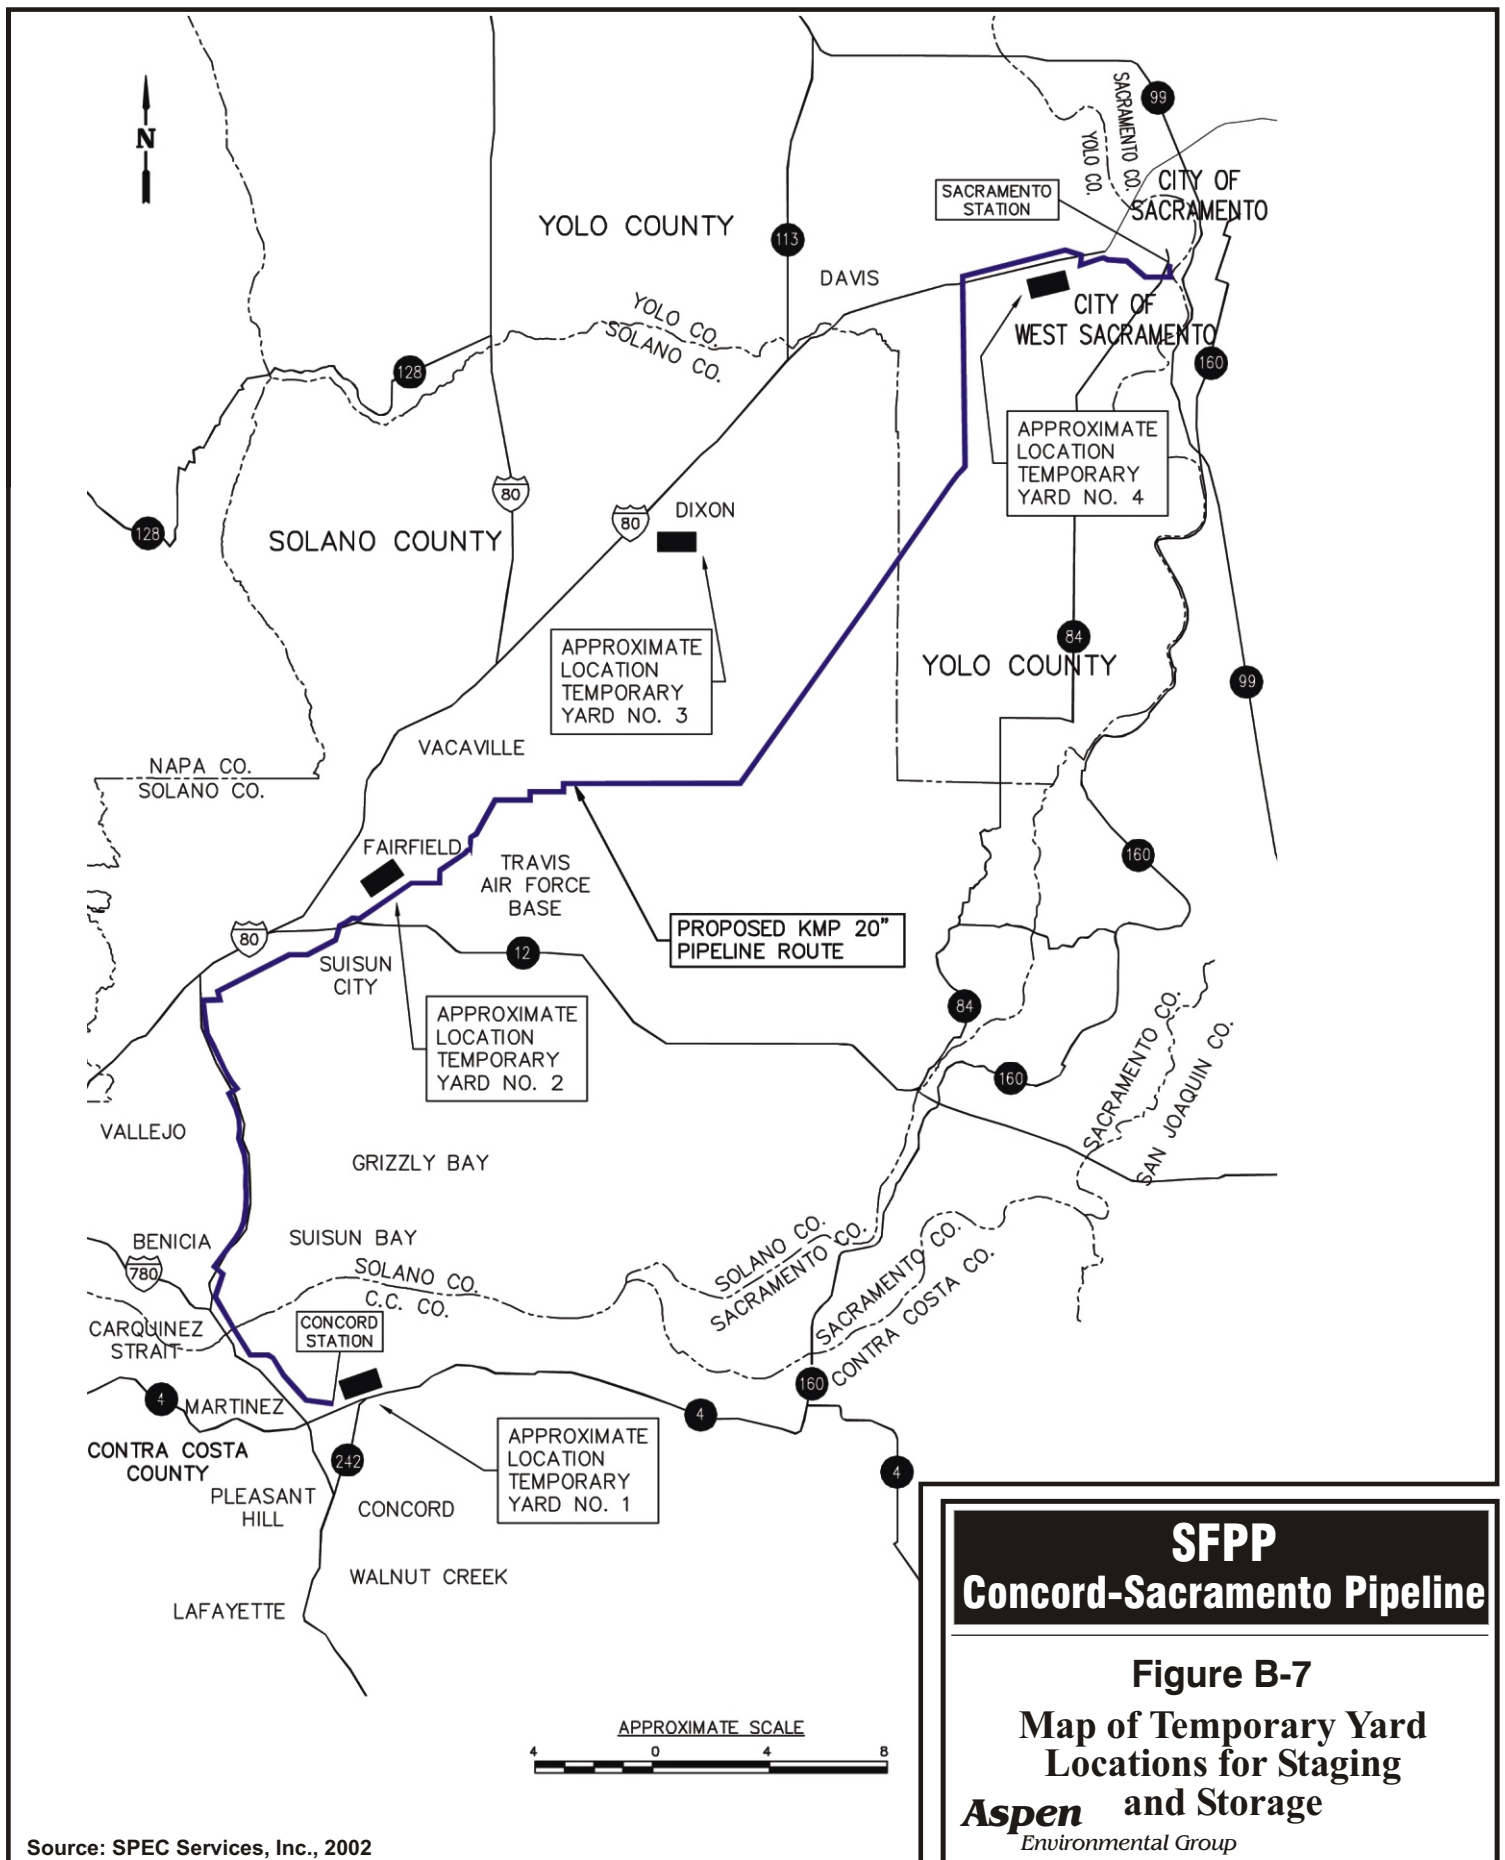 N
99
SACRAMENTO CO.
YOLO CO.
CITY OF
SACRAMENTO
SACRAMENTO
STATION
YOLO COUNTY
113
DAVIS
CITY OF
WEST SACRAMENTO
YOLO CO.
SOLANO CO.
128
160
APPROXIMATE
LOCATION
TEMPORARY
YARD NO. 4
80
80
DIXON
128
SOLANO COUNTY
APPROXIMATE
LOCATION
TEMPORARY
YARD NO. 3
84
YOLO COUNTY
99
VACAVILLE
NAPA CO.
SOLANO CO.
FAIRFIELD
TRAVIS
AIR FORCE
BASE
160
PROPOSED KMP 20"
PIPELINE ROUTE
80
12
SUISUN
CITY
84
APPROXIMATE
LOCATION
TEMPORARY
YARD NO. 2
160
SACRAMENTO CO.
SAN JOAQUIN CO.
VALLEJO
GRIZZLY BAY
BENICIA
SUISUN BAY
780
SOLANO CO.
C.C. CO.
SOLANO CO.
SACRAMENTO CO.
SACRAMENTO CO.
CONTRA COSTA CO.
CARQUINEZ
STRAIT
CONCORD
STATION
4
MARTINEZ
160
4
CONTRA COSTA
COUNTY
242
APPROXIMATE
LOCATION
TEMPORARY
YARD NO. 1
4
PLEASANT
HILL
CONCORD
WALNUT CREEK
LAFAYETTE
SFPP
Concord-Sacramento Pipeline
Figure B-7
Map of Temporary Yard
Locations for Staging
and Storage
Aspen
Environmental Group
APPROXIMATE SCALE
4 0 4 8
Source: SPEC Services, Inc., 2002